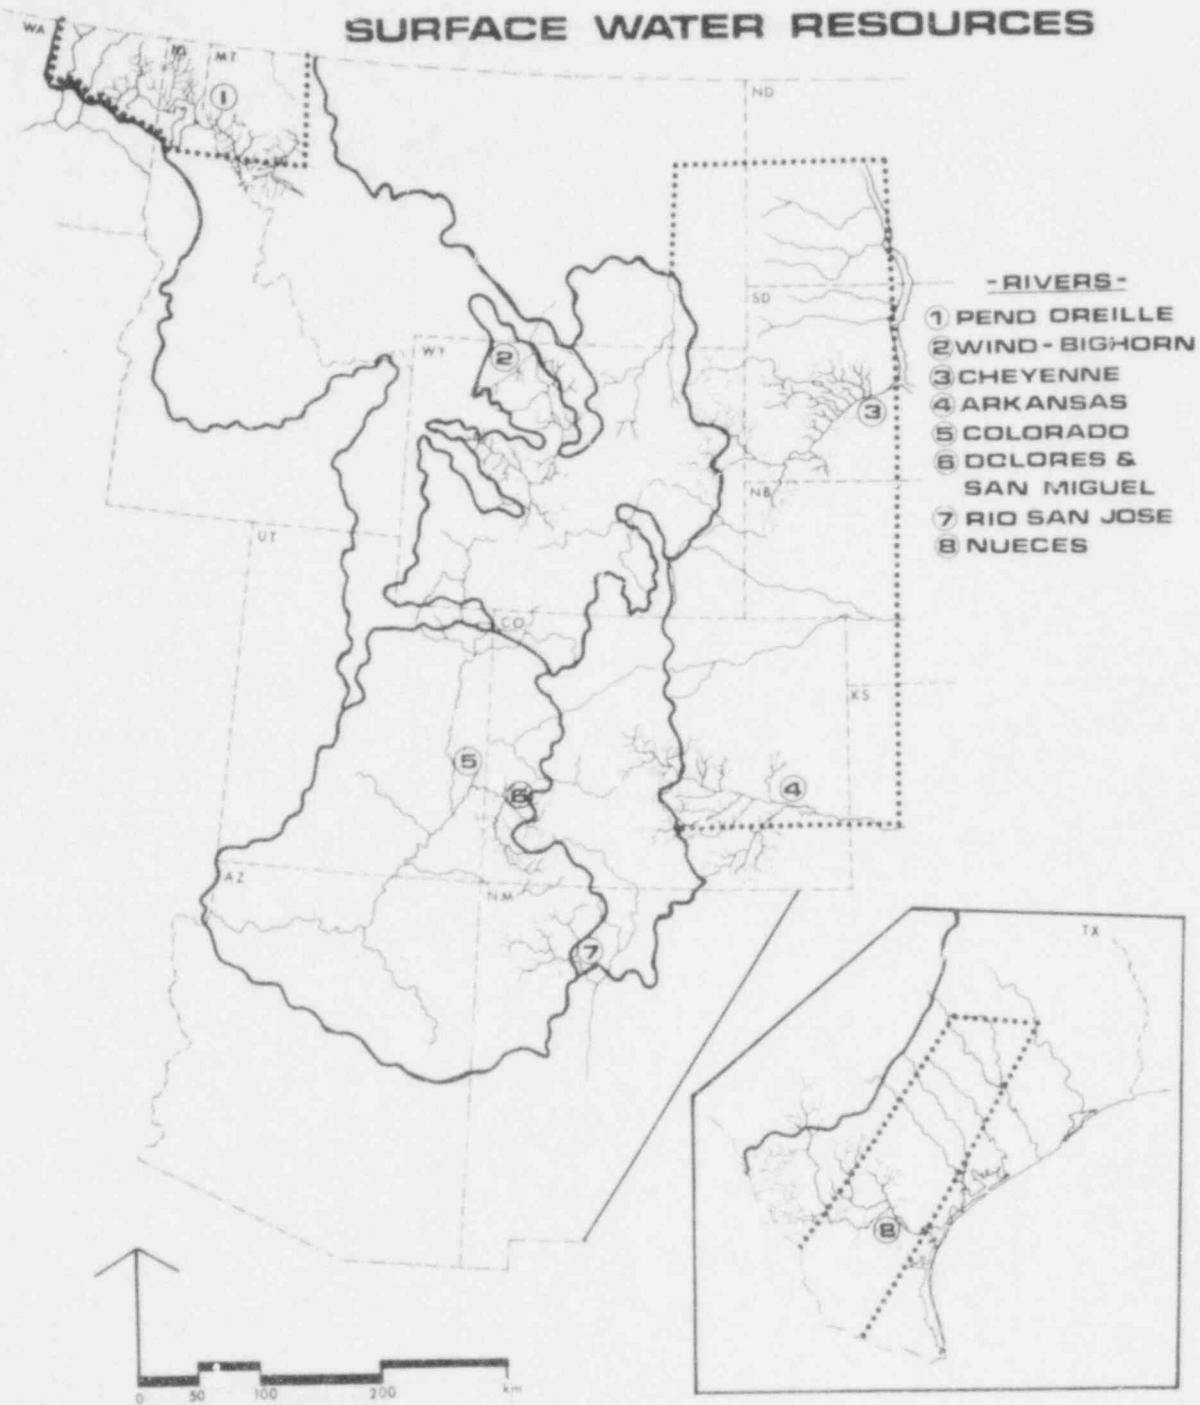 SURFACE WATER RESOURCES
WA
ID
MT
1
ND
-RIVERS-
1 PEND OREILLE
2 WIND-BIGHORN
3 CHEYENNE
4 ARKANSAS
5 COLORADO
6 DOLORES &
SAN MIGUEL
7 RIO SAN JOSE
8 NUECES
SD
WY
2
3
NB
UT
CO
KS
5
6
4
AZ
NM
7
TX
8
0 50 100 200 km